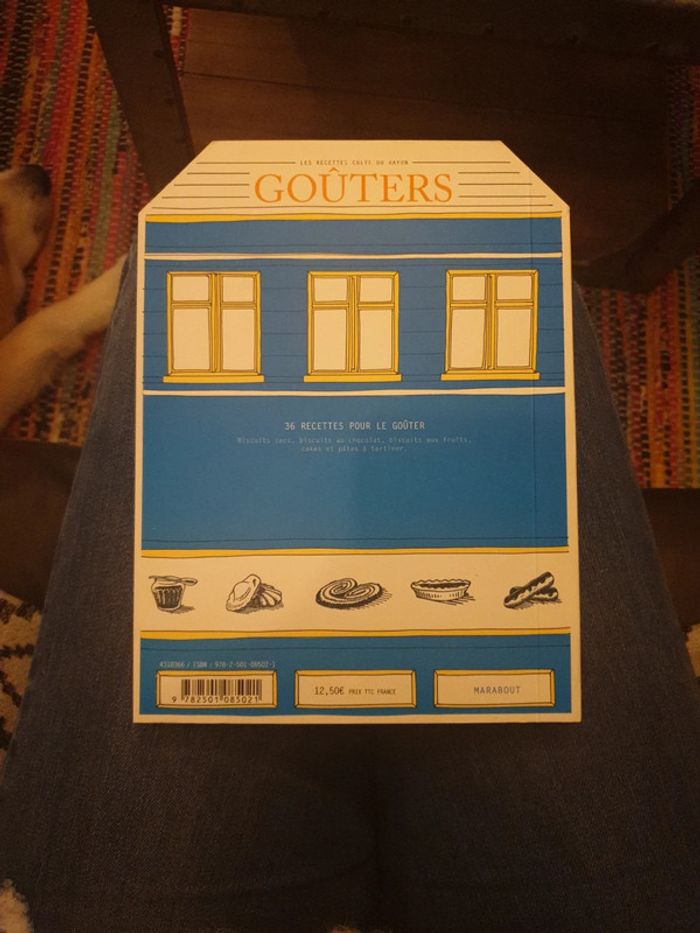 LES RECETTES CULTE DU RAYON
GOÛTERS
36 RECETTES POUR LE GOÛTER
Biscuits secs, biscuits au chocolat, biscuits aux fruits,
cakes et pâtes à tartiner.
4318366 / ISBN : 978-2-501-08502-1
9 782501 085021
12,50€ PRIX TTC FRANCE
MARABOUT